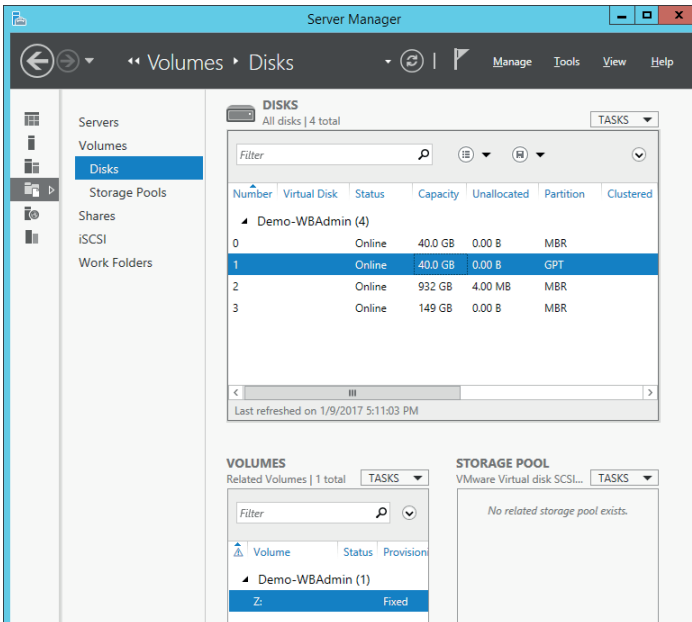 Server Manager
Volumes Disks
Manage Tools View Help
Servers
Volumes
Disks
Storage Pools
Shares
iSCSI
Work Folders
DISKS
All disks | 4 total
TASKS
Filter
Number Virtual Disk Status Capacity Unallocated Partition Clustered
Demo-WBAdmin (4)
0 Online 40.0 GB 0.00 B MBR
1 Online 40.0 GB 0.00 B GPT
2 Online 932 GB 4.00 MB MBR
3 Online 149 GB 0.00 B MBR
Last refreshed on 1/9/2017 5:11:03 PM
VOLUMES
Related Volumes | 1 total
TASKS
Filter
Volume Status Provisioni
Demo-WBAdmin (1)
Z: Fixed
STORAGE POOL
VMware Virtual disk SCSI...
TASKS
No related storage pool exists.